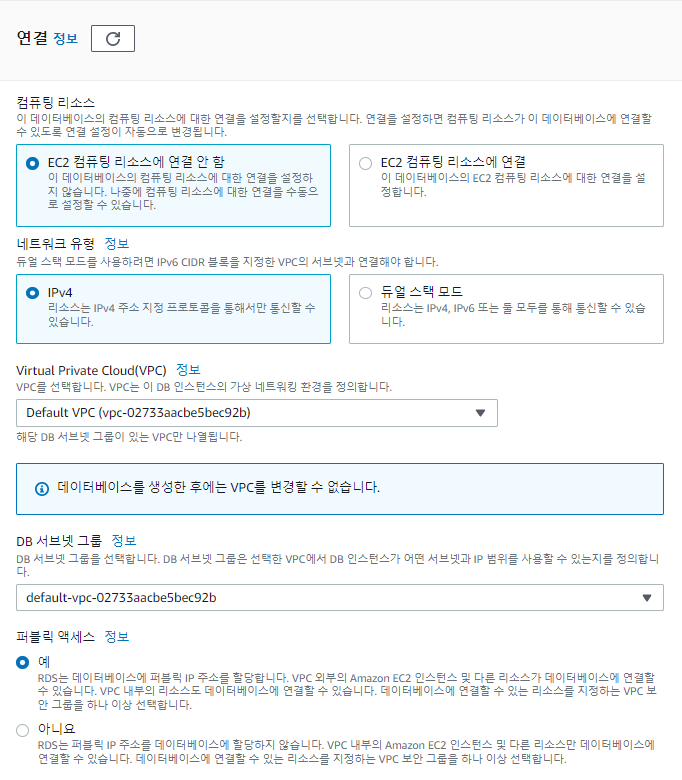 연결 정보
컴퓨팅 리소스
이 데이터베이스의 컴퓨팅 리소스에 대한 연결을 설정할지를 선택합니다. 연결을 설정하면 컴퓨팅 리소스가 이 데이터베이스에 연결할
수 있도록 연결 설정이 자동으로 변경됩니다.
EC2 컴퓨팅 리소스에 연결 안 함
이 데이터베이스의 컴퓨팅 리소스에 대한 연결을 설정하
지 않습니다. 나중에 컴퓨팅 리소스에 대한 연결을 수동으
로 설정할 수 있습니다.
EC2 컴퓨팅 리소스에 연결
이 데이터베이스의 EC2 컴퓨팅 리소스에 대한 연결을 설
정합니다.
네트워크 유형 정보
듀얼 스택 모드를 사용하려면 IPv6 CIDR 블록을 지정한 VPC의 서브넷과 연결해야 합니다.
IPv4
리소스는 IPv4 주소 지정 프로토콜을 통해서만 통신할 수
있습니다.
듀얼 스택 모드
리소스는 IPv4, IPv6 또는 둘 모두를 통해 통신할 수 있습니
다.
Virtual Private Cloud(VPC) 정보
VPC를 선택합니다. VPC는 이 DB 인스턴스의 가상 네트워킹 환경을 정의합니다.
Default VPC (vpc-02733aacbe5bec92b)
해당 DB 서브넷 그룹이 있는 VPC만 나열됩니다.
데이터베이스를 생성한 후에는 VPC를 변경할 수 없습니다.
DB 서브넷 그룹 정보
DB 서브넷 그룹을 선택합니다. DB 서브넷 그룹은 선택한 VPC에서 DB 인스턴스가 어떤 서브넷과 IP 범위를 사용할 수 있는지를 정의합니
다.
default-vpc-02733aacbe5bec92b
퍼블릭 액세스 정보
예
RDS는 데이터베이스에 퍼블릭 IP 주소를 할당합니다. VPC 외부의 Amazon EC2 인스턴스 및 다른 리소스가 데이터베이스에 연결할
수 있습니다. VPC 내부의 리소스도 데이터베이스에 연결할 수 있습니다. 데이터베이스에 연결할 수 있는 리소스를 지정하는 VPC 보
안 그룹을 하나 이상 선택합니다.
아니요
RDS는 퍼블릭 IP 주소를 데이터베이스에 할당하지 않습니다. VPC 내부의 Amazon EC2 인스턴스 및 다른 리소스만 데이터베이스에
연결할 수 있습니다. 데이터베이스에 연결할 수 있는 리소스를 지정하는 VPC 보안 그룹을 하나 이상 선택합니다.